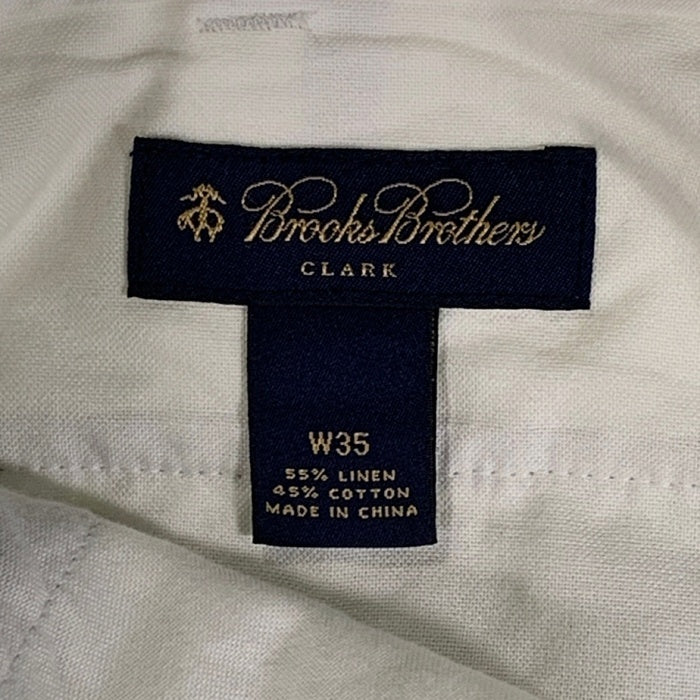 Brooks Brothers
CLARK
W35
55% LINEN
45% COTTON
MADE IN CHINA